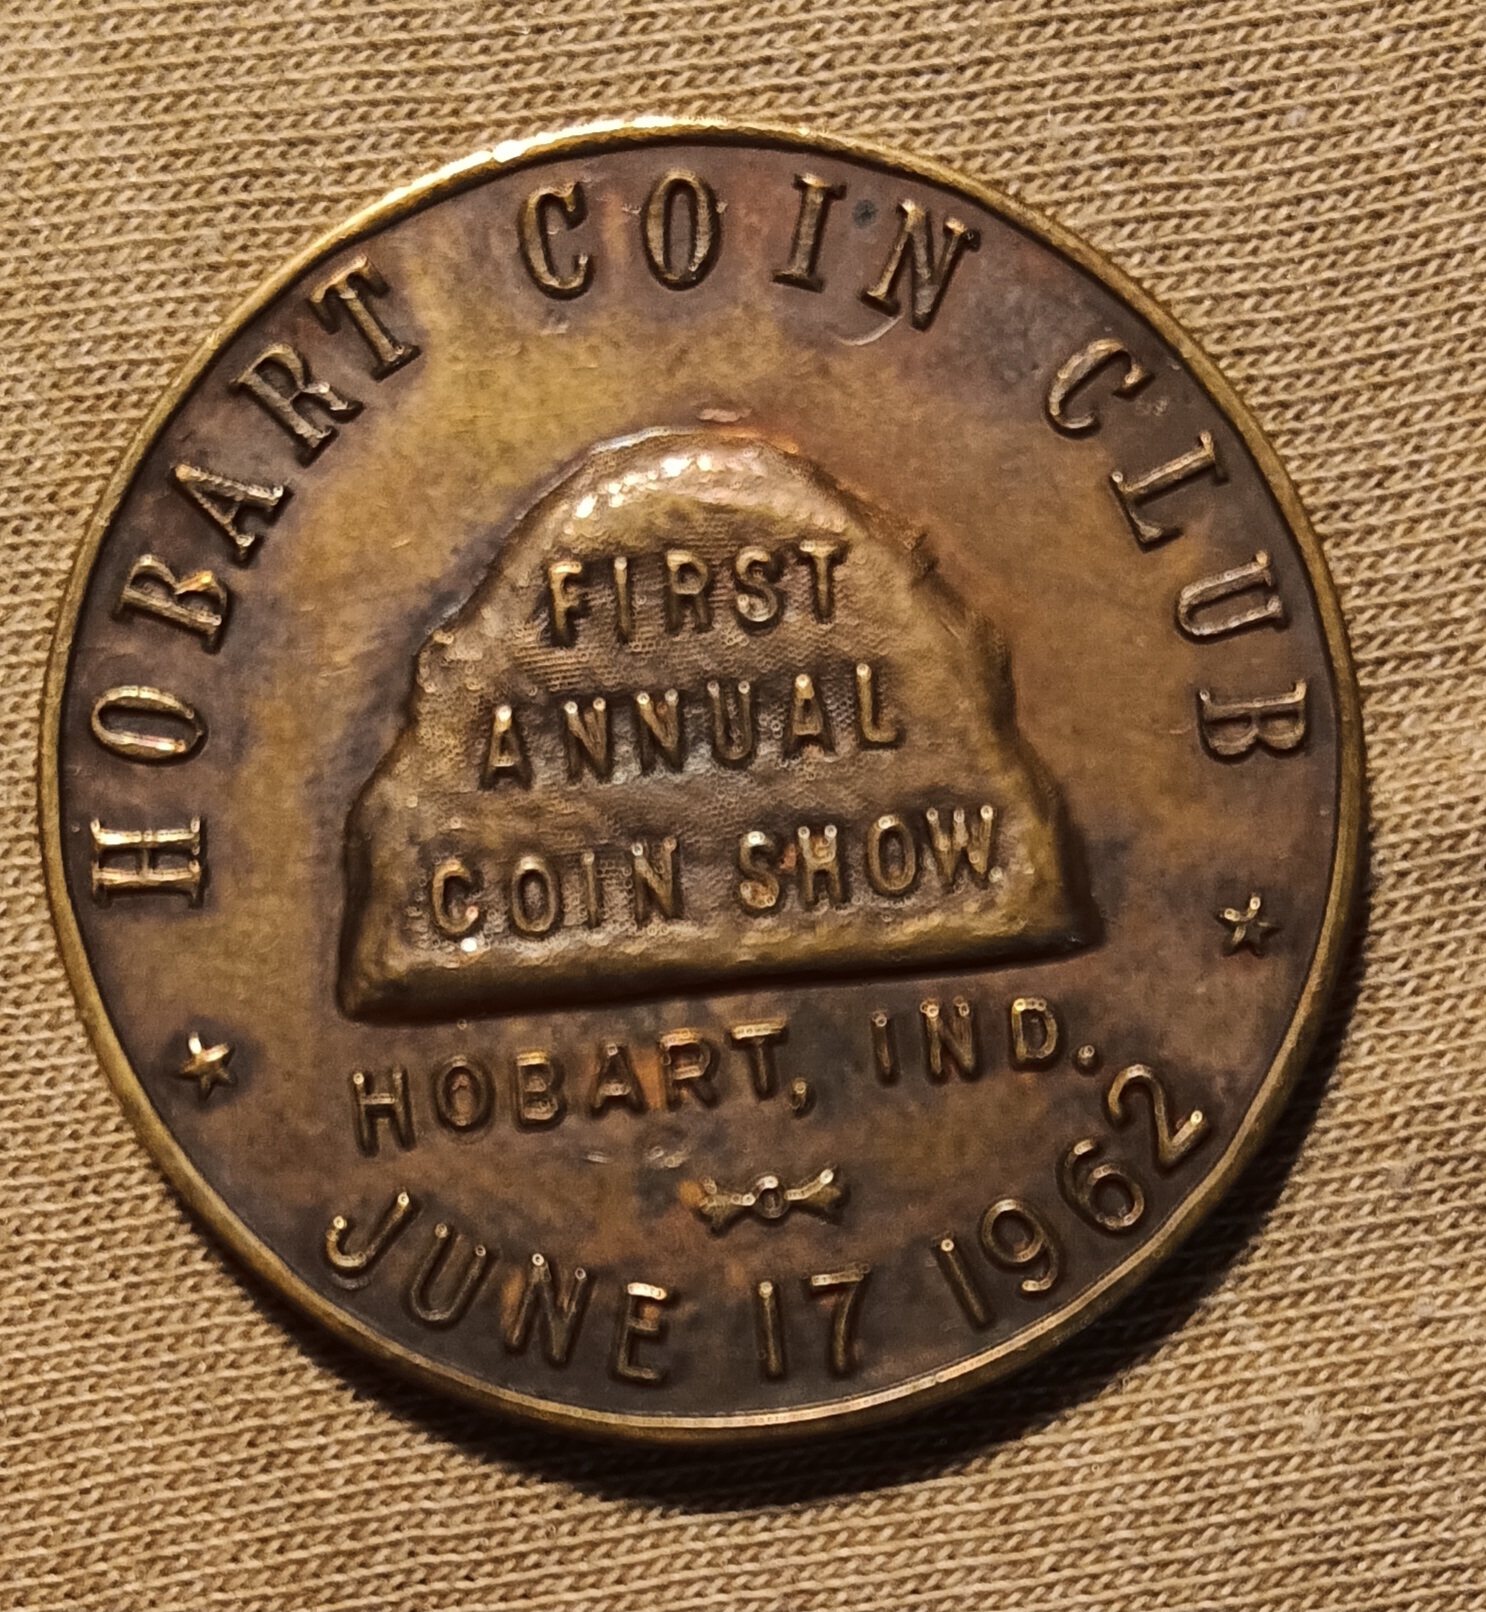 HOBART COIN CLUB
FIRST
ANNUAL
COIN SHOW
HOBART, IND.
JUNE 17 1962